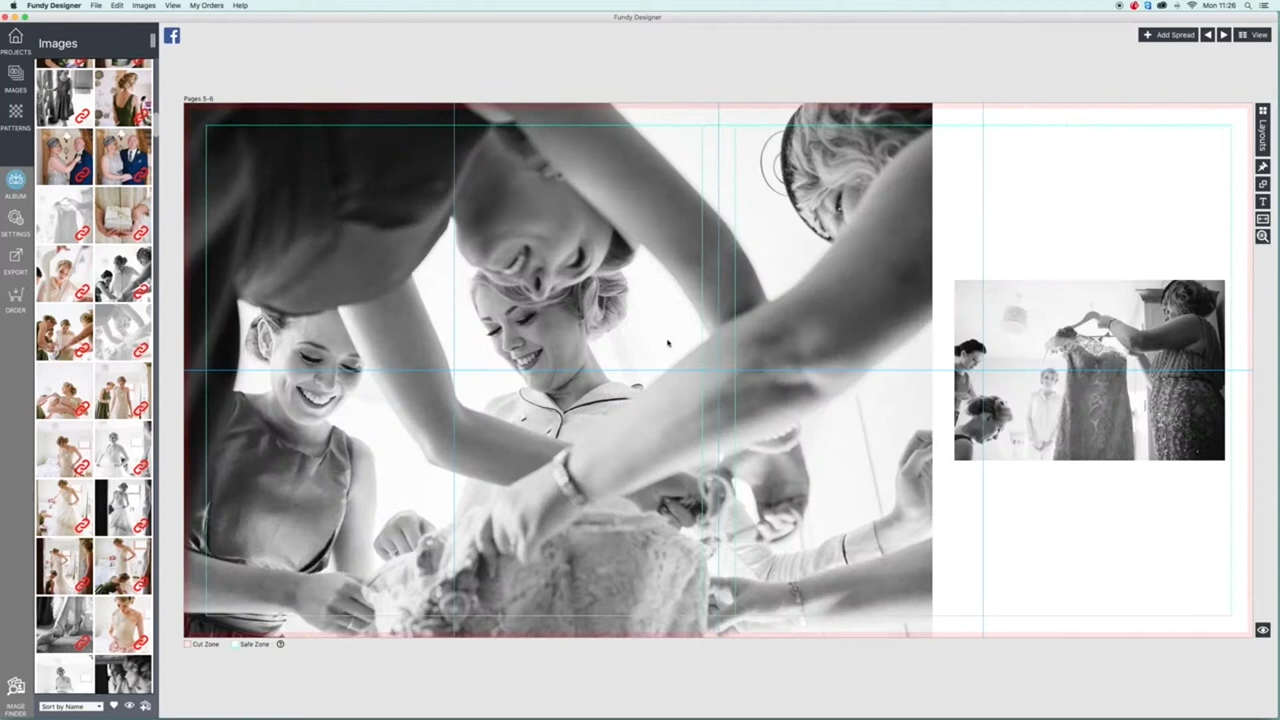 Fundy Designer File Edit Images View My Orders Help
Mon 11:26
Fundy Designer
PROJECTS
IMAGES
PATTERNS
ALBUM
SETTINGS
EXPORT
ORDER
IMAGE
FINDER
Images
Sort by Name
+ Add Spread
View
Pages 5-6
Layouts
T
Cut Zone
Safe Zone
?